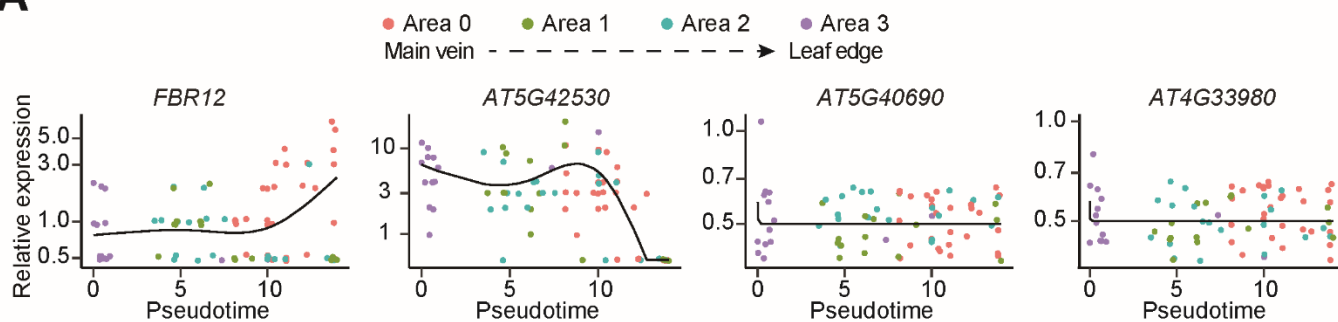 A
Area 0 Area 1 Area 2 Area 3
Main vein Leaf edge
FBR12 AT5G42530 AT5G40690 AT4G33980
Relative expression
5.0 3.0 1.0 0.5
10 3 1
1.0 0.7 0.5
1.0 0.7 0.5
0 5 10 0 5 10 0 5 10 0 5 10
Pseudotime Pseudotime Pseudotime Pseudotime